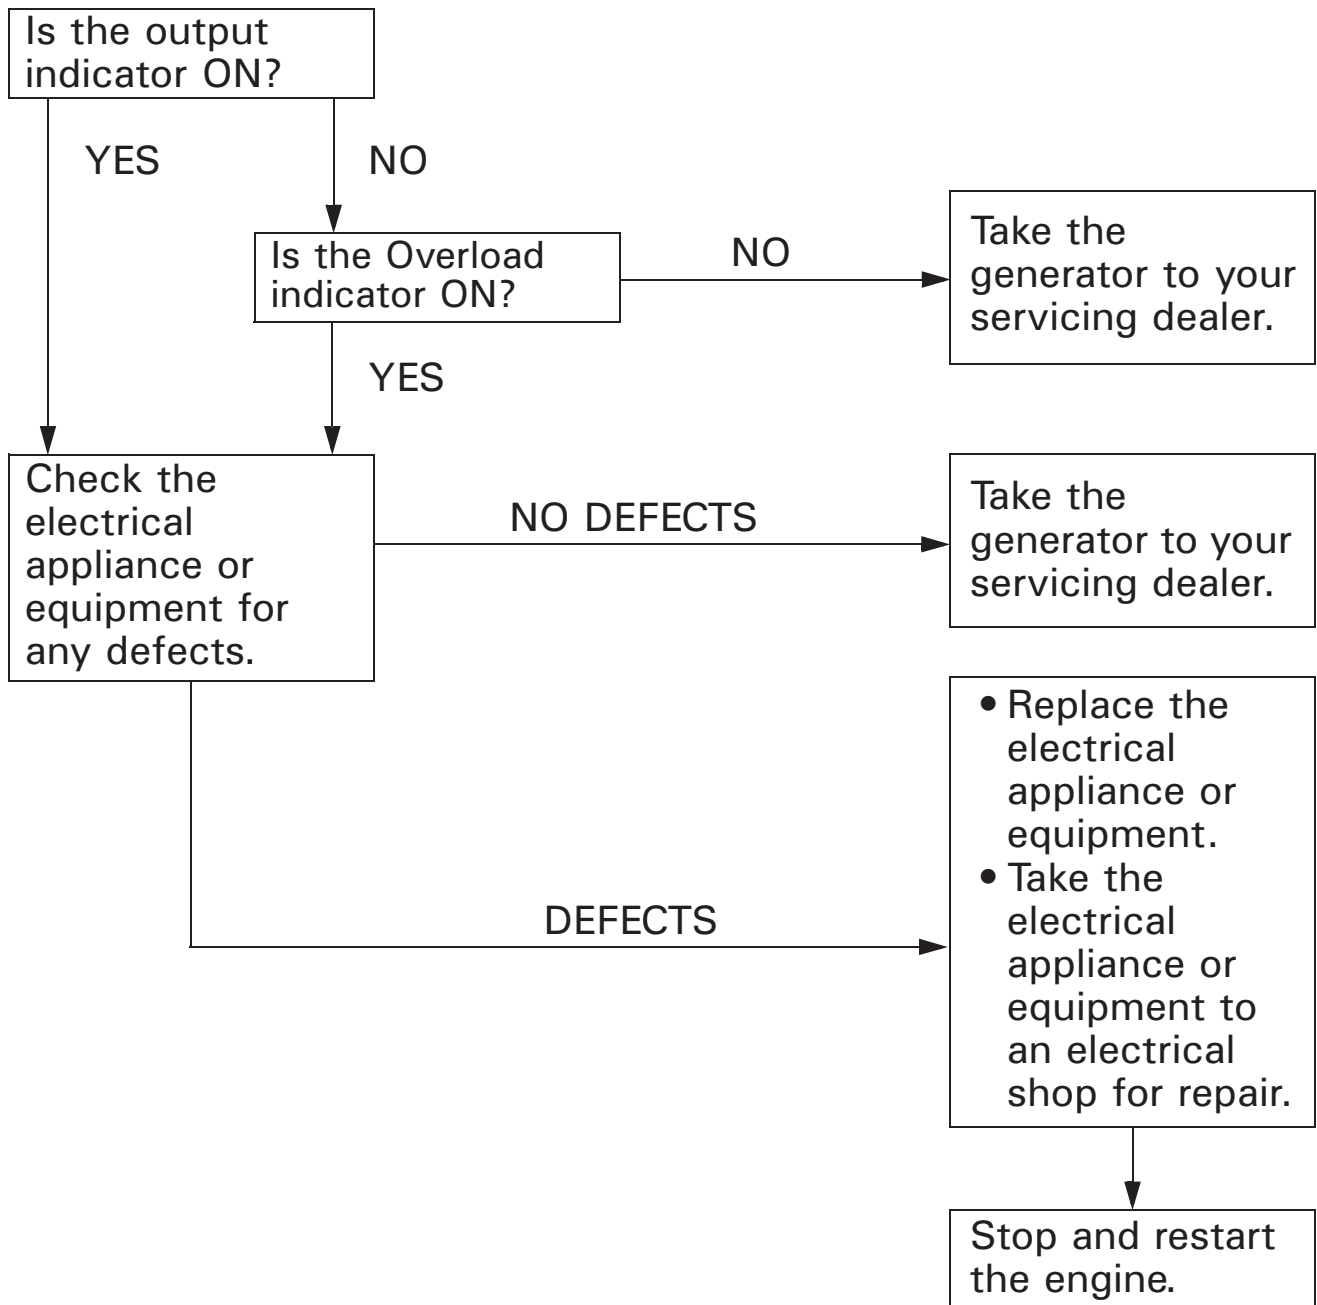 Is the output
indicator ON?
YES
NO
Is the Overload
indicator ON?
NO
Take the
generator to your
servicing dealer.
YES
Check the
electrical
appliance or
equipment for
any defects.
NO DEFECTS
Take the
generator to your
servicing dealer.
DEFECTS
• Replace the
electrical
appliance or
equipment.
• Take the
electrical
appliance or
equipment to
an electrical
shop for repair.
Stop and restart
the engine.